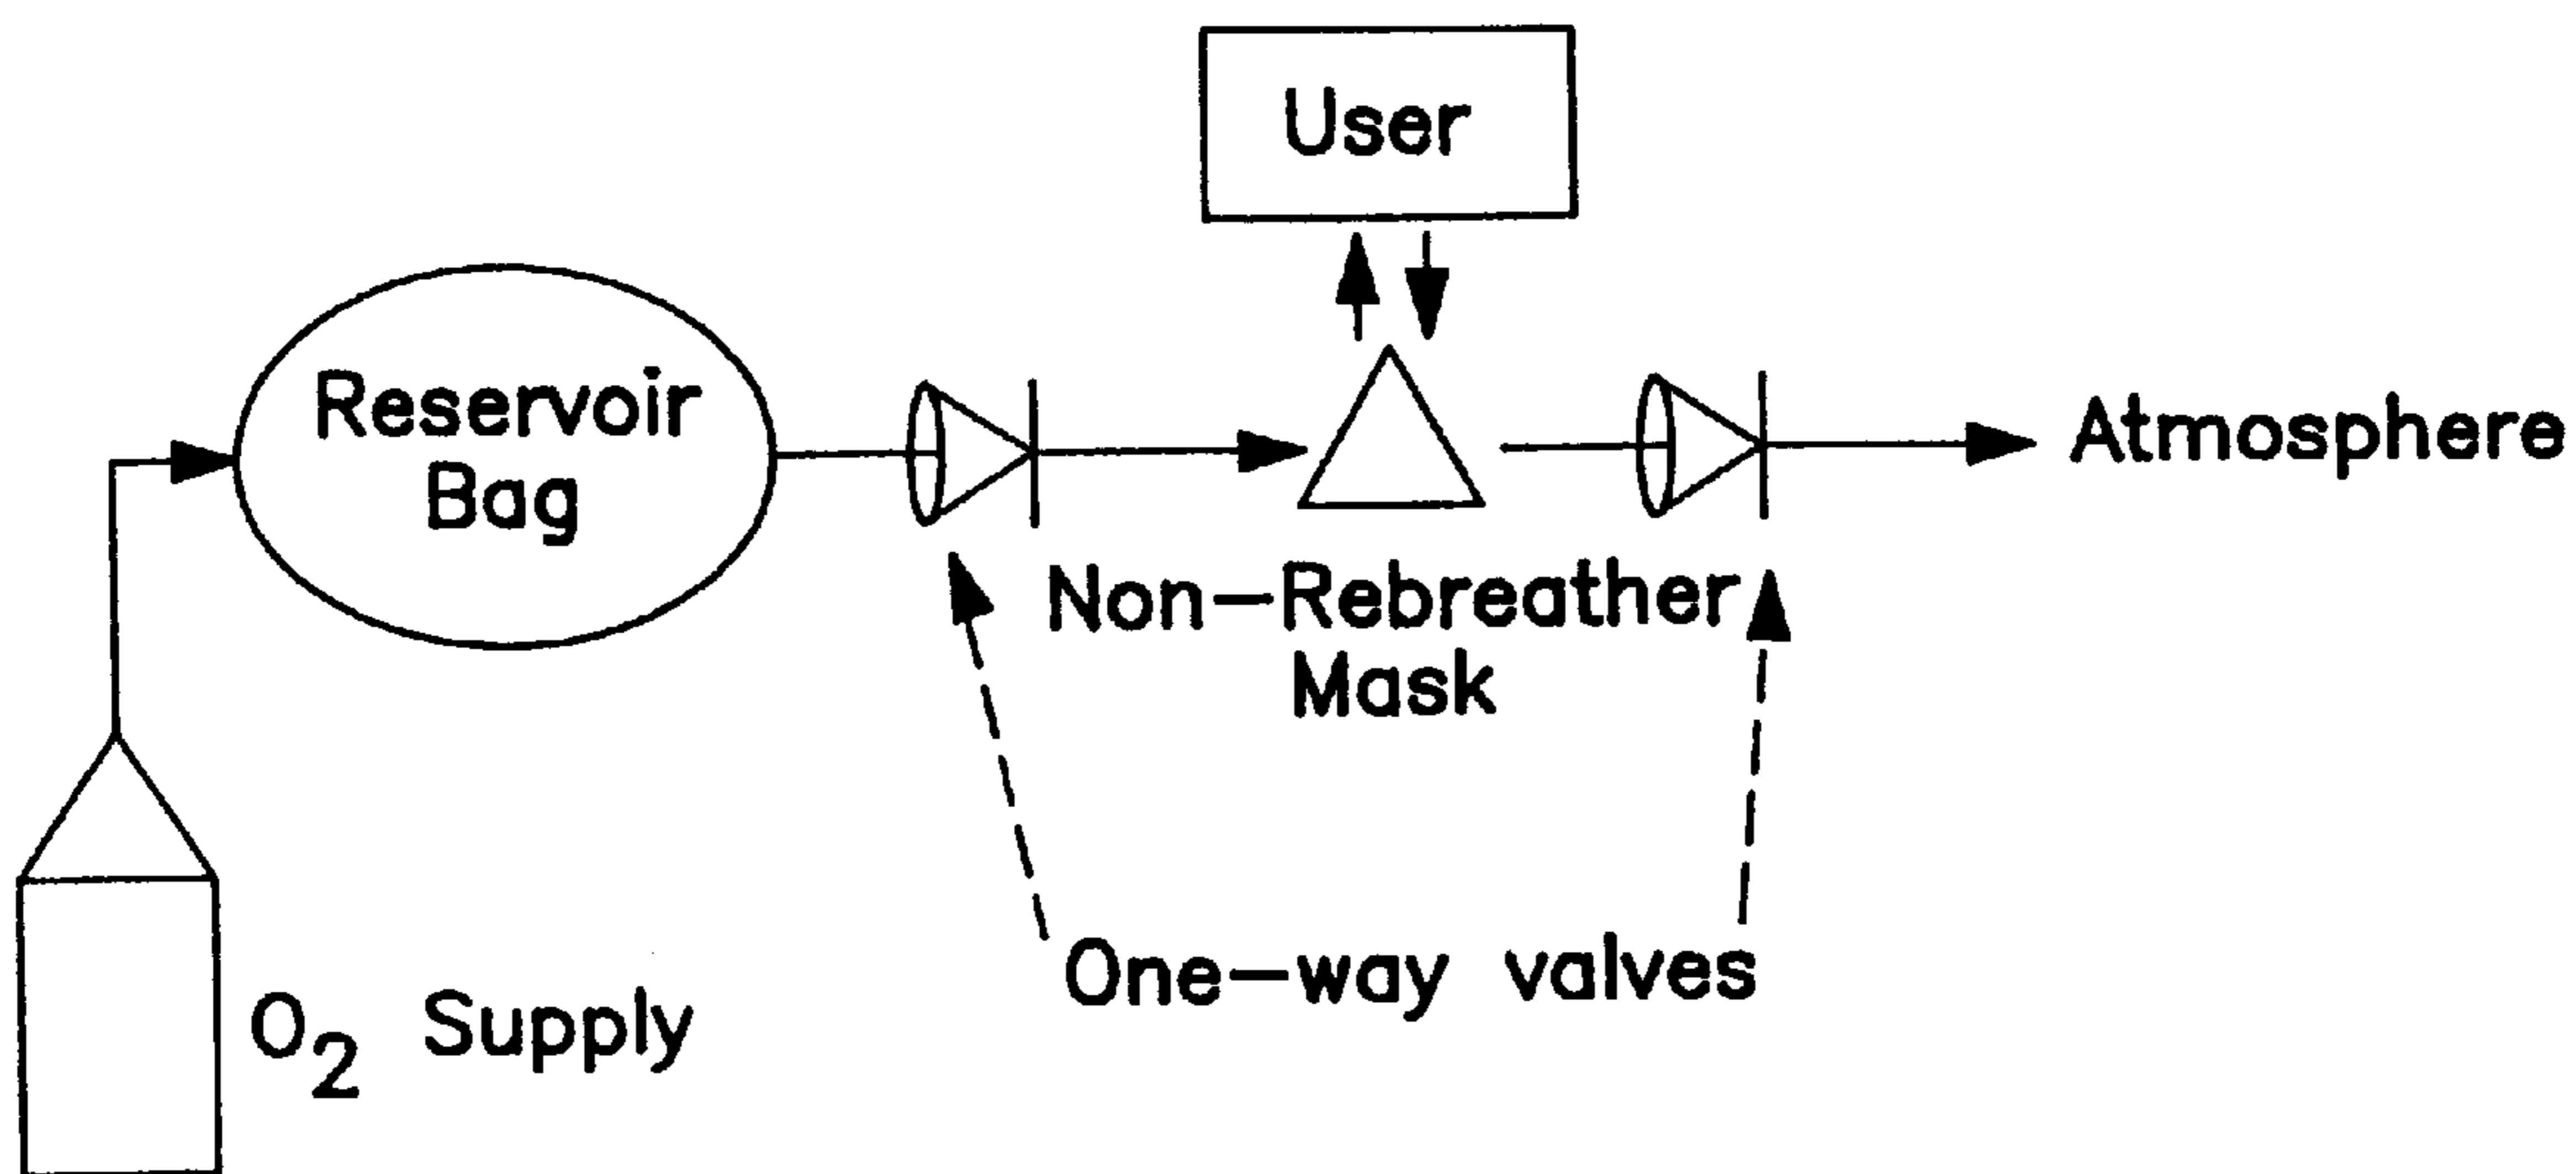 User
Reservoir
Bag
Atmosphere
Non-Rebreather
Mask
One-way valves
O2 Supply